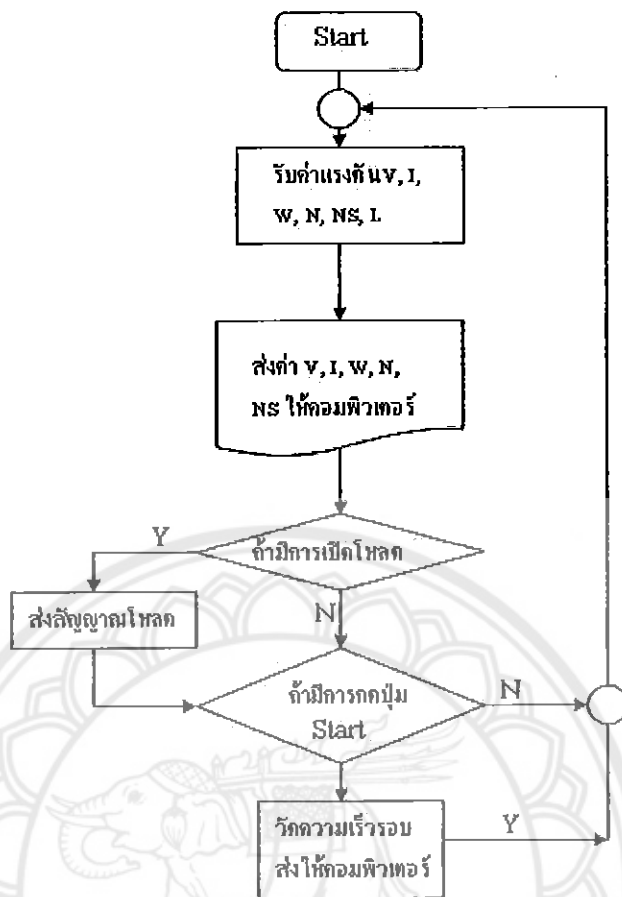 Start
รับค่าแรงดันV, I,
W, N, NS, L
ส่งค่า V, I, W, N,
NS ให้คอมพิวเตอร์
Y
ถ้ามีการเปิดโหลด
N
ส่งสัญญาณโหลด
ถ้ามีการกดปุ่ม
Start
N
วัดความเร็วรอบ
ส่งให้คอมพิวเตอร์
Y